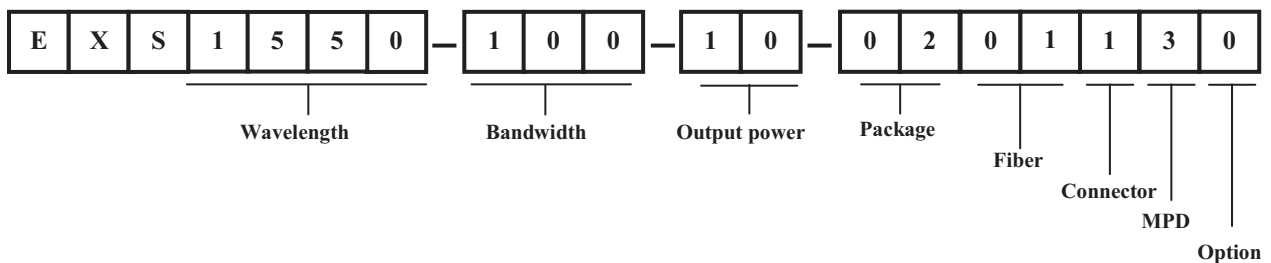 E X S 1 5 5 0 – 1 0 0 – 1 0 – 0 2 0 1 1 3 0
Wavelength Bandwidth Output power Package
Fiber
Connector
MPD
Option